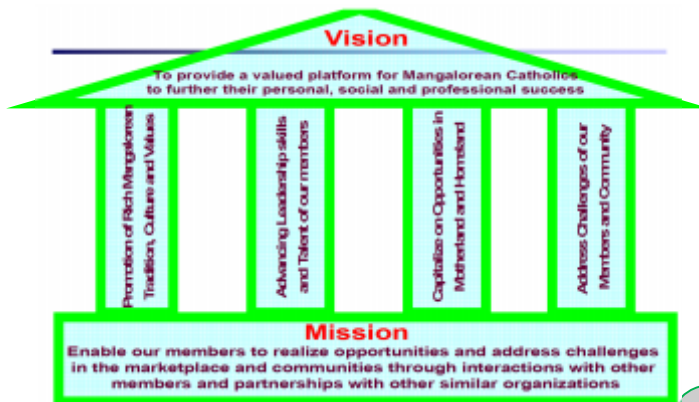 Vision
To provide a valued platform for Mangalorean Catholics
to further their personal, social and professional success
Promotion of Rich Mangalorean
Tradition, Culture and Values
Advancing Leadership skills
and Talent of our members
Capitalize on Opportunities in
Motherland and Homeland
Address Challenges of our
Members and Community
Mission
Enable our members to realize opportunities and address challenges
in the marketplace and communities through interactions with other
members and partnerships with other similar organizations